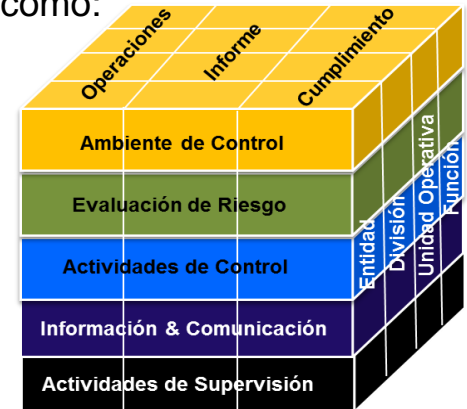 como:
Operaciones
Informe
Cumplimiento
Ambiente de Control
Evaluación de Riesgo
Actividades de Control
Información & Comunicación
Actividades de Supervisión
Entidad
División
Unidad Operativa
Función